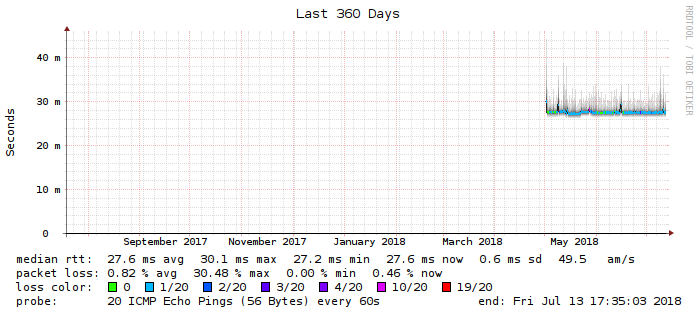 Last 360 Days
RRDTOOL / TOBI OETIKER
Seconds
40 m
30 m
20 m
10 m
0
September 2017 November 2017 January 2018 March 2018 May 2018
median rtt: 27.6 ms avg 30.1 ms max 27.2 ms min 27.6 ms now 0.6 ms sd 49.5 am/s
packet loss: 0.82 % avg 30.48 % max 0.00 % min 0.46 % now
loss color: 0 1/20 2/20 3/20 4/20 10/20 19/20
probe: 20 ICMP Echo Pings (56 Bytes) every 60s end: Fri Jul 13 17:35:03 2018